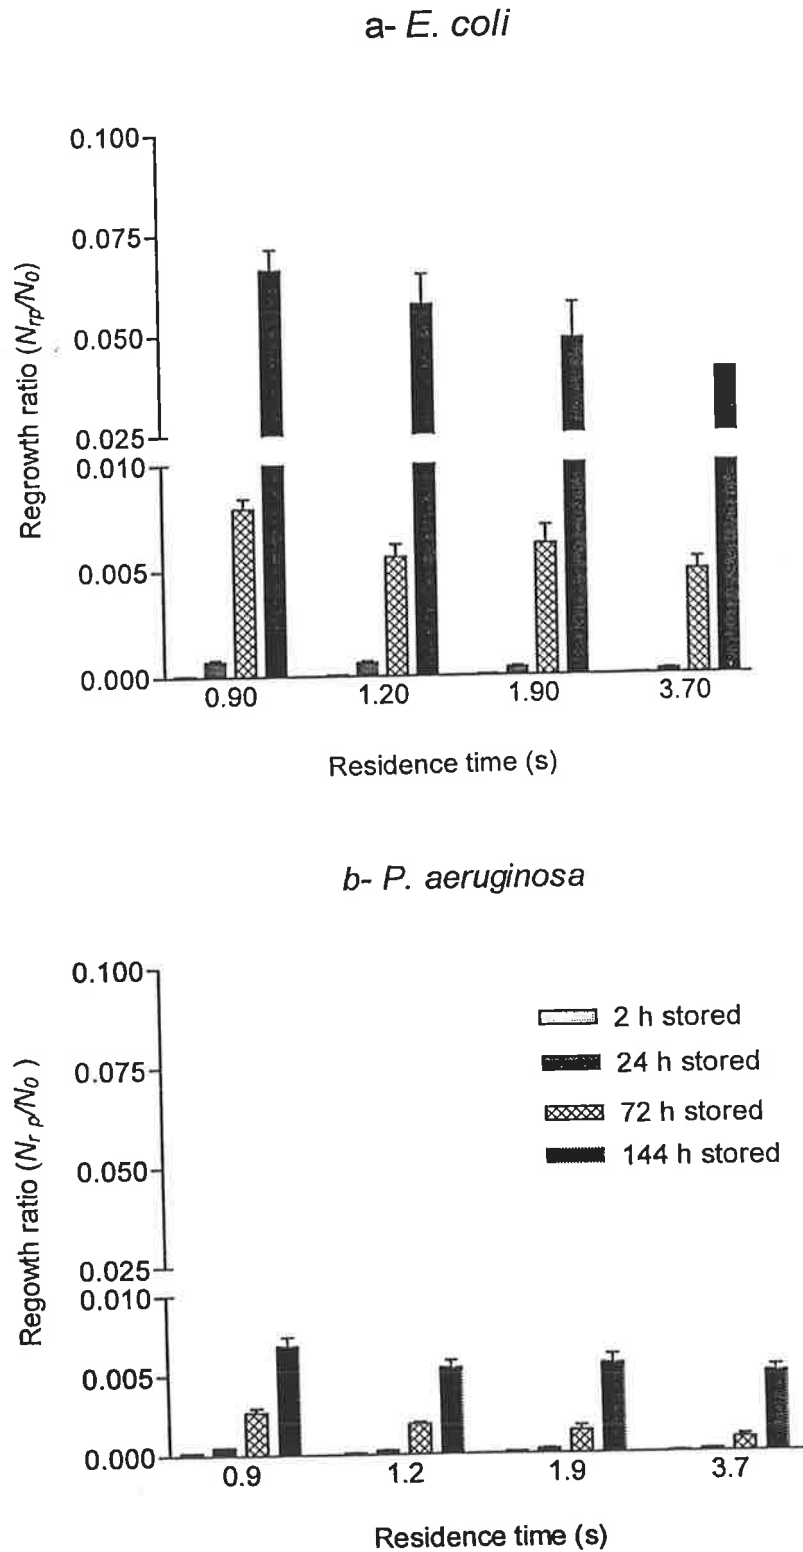 a- E. coli
0.100
0.075
0.050
0.025
0.010
0.005
0.000
Regrowth ratio (Nrp/N0)
0.90 1.20 1.90 3.70
Residence time (s)
b- P. aeruginosa
0.100
0.075
0.050
0.025
0.010
0.005
0.000
Regowth ratio (Nr p/N0 )
2 h stored
24 h stored
72 h stored
144 h stored
0.9 1.2 1.9 3.7
Residence time (s)